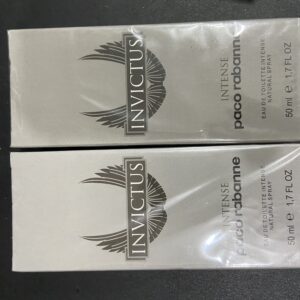 INVICTUS
INTENSE
paco rabanne
EAU DE TOILETTE INTENSE
NATURAL SPRAY
50 ml e 1.7 FL OZ
INVICTUS
INTENSE
paco rabanne
EAU DE TOILETTE INTENSE
NATURAL SPRAY
50 ml e 1.7 FL OZ